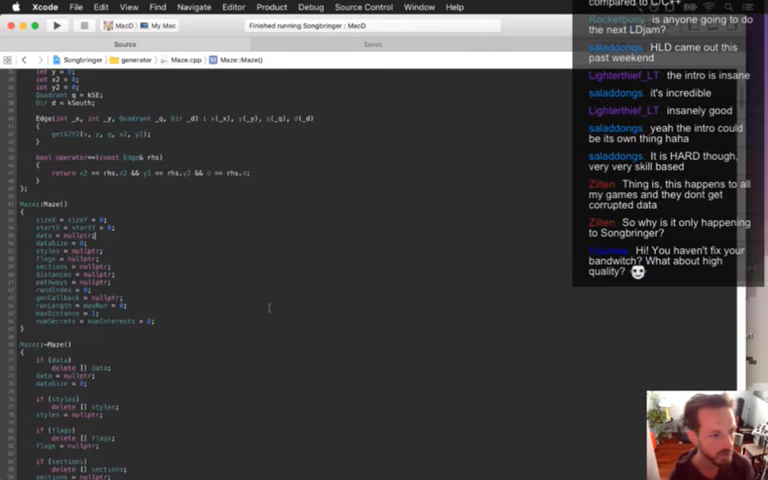 Xcode File Edit View Find Navigate Editor Product Debug Source Control Window Help
MacD My Mac
Finished running Songbringer : MacD
Source
Saves
Songbringer generator Maze.cpp Maze::Maze()
int y = 0;
int x2 = 0;
int y2 = 0;
Quadrant q = kSE;
Dir d = kSouth;
Edge(int _x, int _y, Quadrant _q, Dir _d) : x(_x), y(_y), q(_q), d(_d)
{
getX2Y2(x, y, q, x2, y2);
}
bool operator==(const Edge& rhs)
{
return x2 == rhs.x2 && y2 == rhs.y2 && d == rhs.d;
}
};
Maze::Maze()
{
sizeX = sizeY = 0;
startX = startY = 0;
data = nullptr;
dataSize = 0;
styles = nullptr;
flags = nullptr;
sections = nullptr;
distances = nullptr;
pathways = nullptr;
randIndex = 0;
genCallback = nullptr;
runLength = maxRun = 0;
maxDistance = 1;
numSecrets = numInterests = 0;
}
Maze::~Maze()
{
if (data)
delete [] data;
data = nullptr;
dataSize = 0;
if (styles)
delete [] styles;
styles = nullptr;
if (flags)
delete [] flags;
flags = nullptr;
if (sections)
delete [] sections;
sections = nullptr;
compared to C/C++
Rocketbuny is anyone going to do
the next LDjam?
saladdongs HLD came out this
past weekend
Lighterthief_LT the intro is insane
saladdongs it's incredible
Lighterthief_LT insanely good
saladdongs yeah the intro could
be its own thing haha
saladdongs It is HARD though,
very very skill based
Zilten Thing is, this happens to all
my games and they dont get
corrupted data
Zilten So why is it only happening
to Songbringer?
Hi! You haven't fix your
bandwitch? What about high
quality?